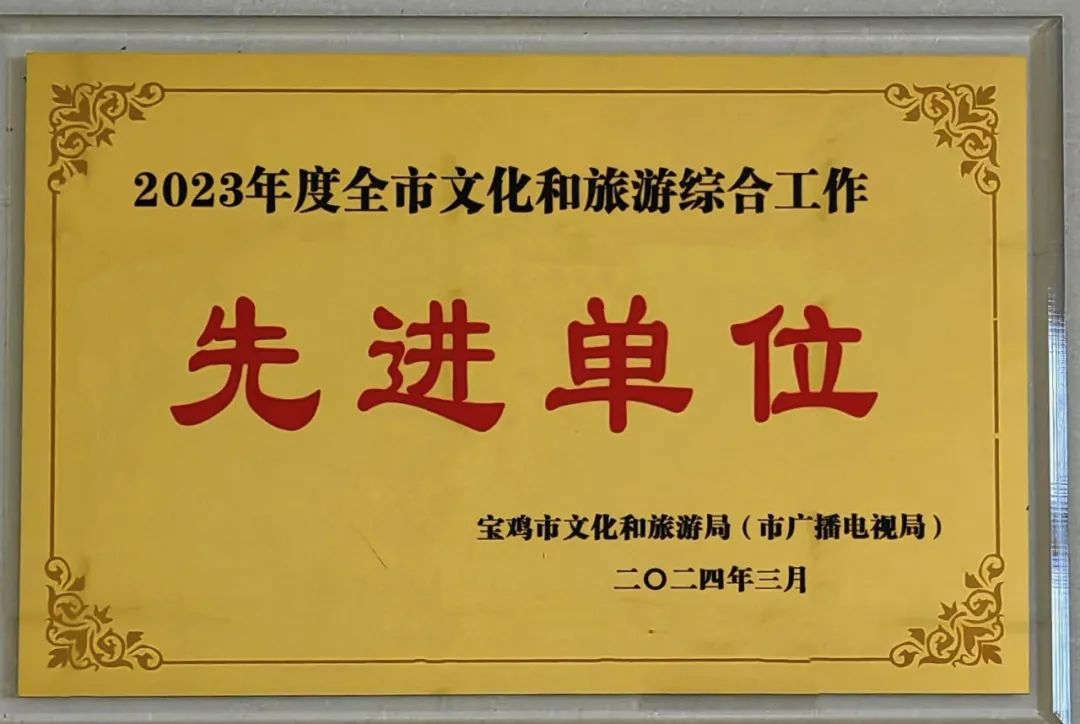 2023年度全市文化和旅游综合工作
先进单位
宝鸡市文化和旅游局（市广播电视局）
二〇二四年三月